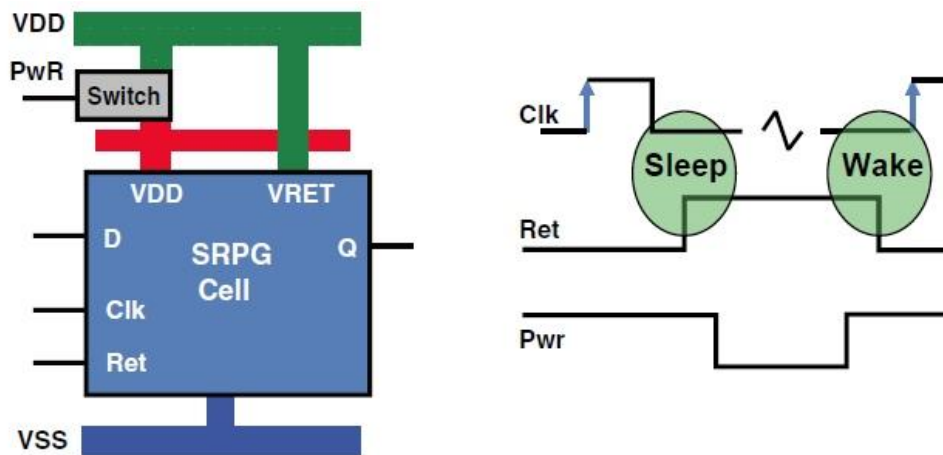 VDD
PwR
Switch
VDD
VRET
D
Q
SRPG
Cell
Clk
Ret
VSS
Clk
Sleep
Wake
Ret
Pwr